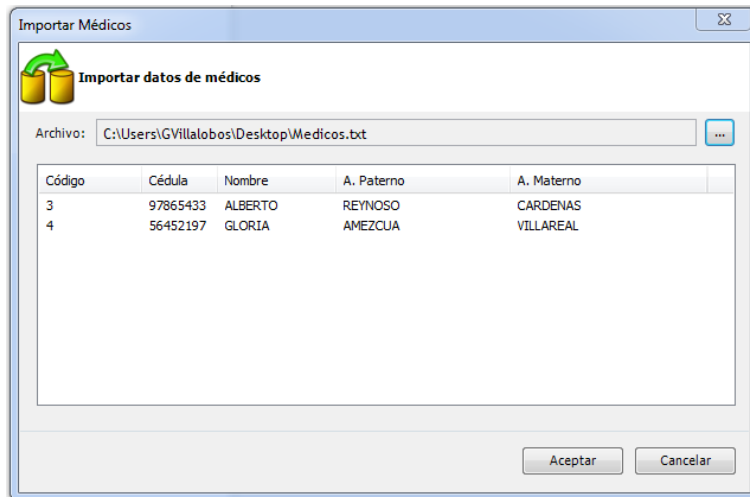 Importar Médicos
Importar datos de médicos
Archivo: C:\Users\GVillalobos\Desktop\Medicos.txt ...
Código Cédula Nombre A. Paterno A. Materno
3 97865433 ALBERTO REYNOSO CARDENAS
4 56452197 GLORIA AMEZCUA VILLAREAL
Aceptar Cancelar